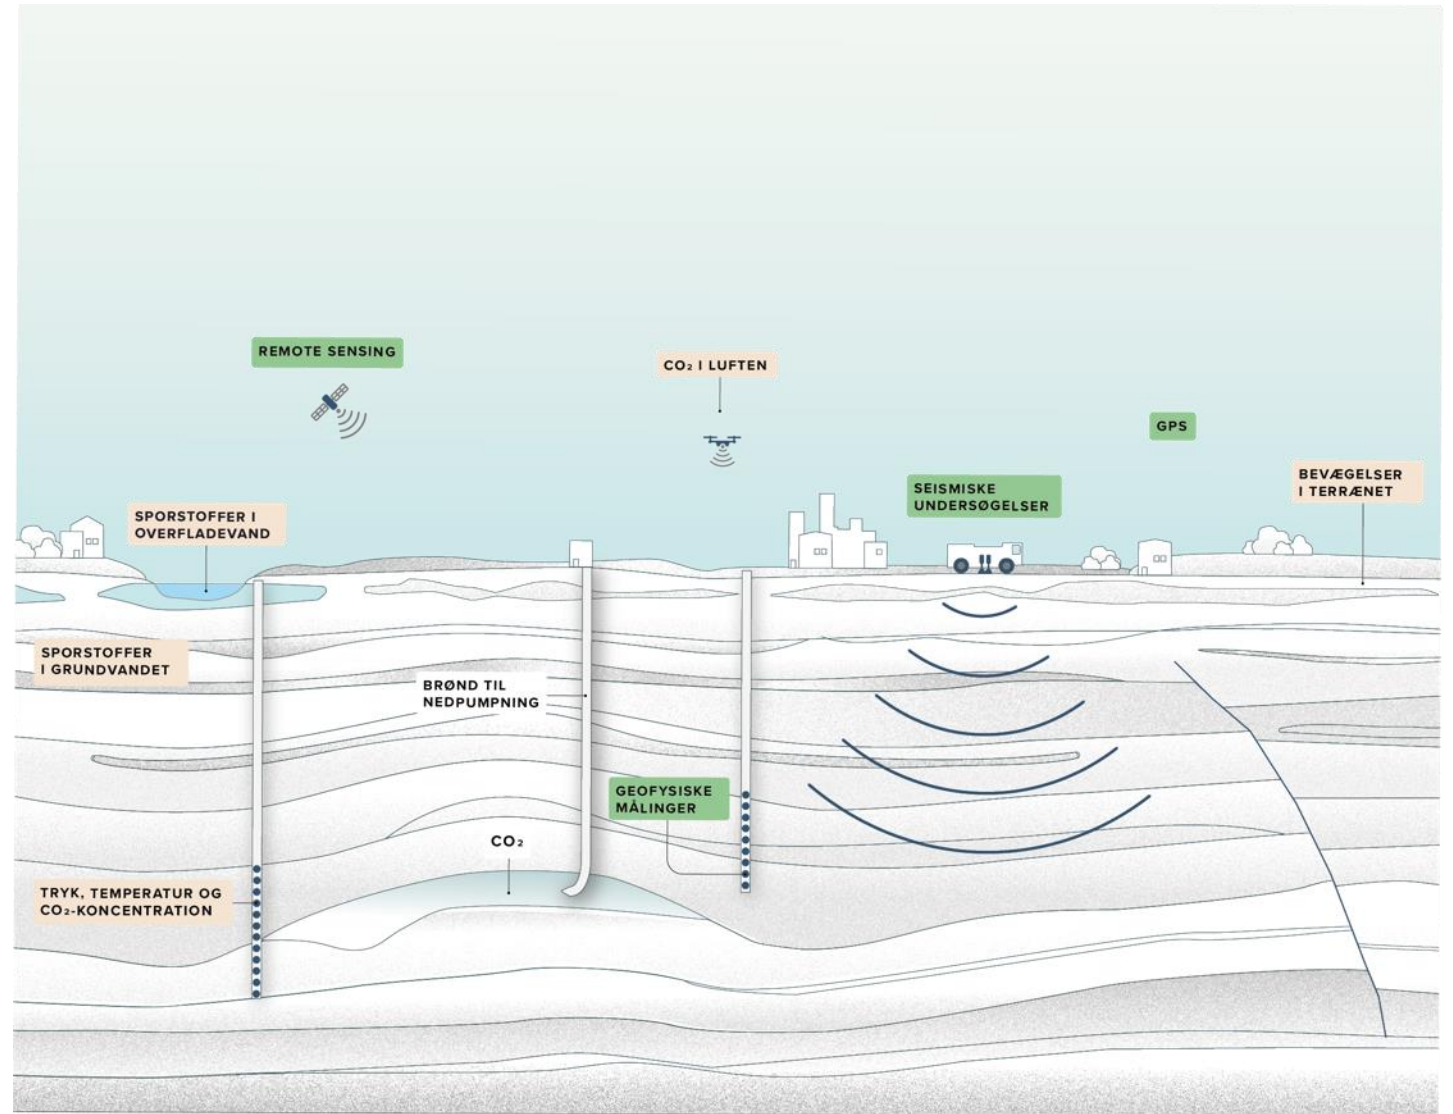 REMOTE SENSING
CO₂ I LUFTEN
GPS
BEVÆGELSER
I TERRÆNET
SEISMISKE
UNDERSØGELSER
SPORSTOFFER I
OVERFLADEVAND
SPORSTOFFER
I GRUNDVANDET
BRØND TIL
NEDPUMPNING
GEOFYSISKE
MÅLINGER
CO₂
TRYK, TEMPERATUR OG
CO₂-KONCENTRATION